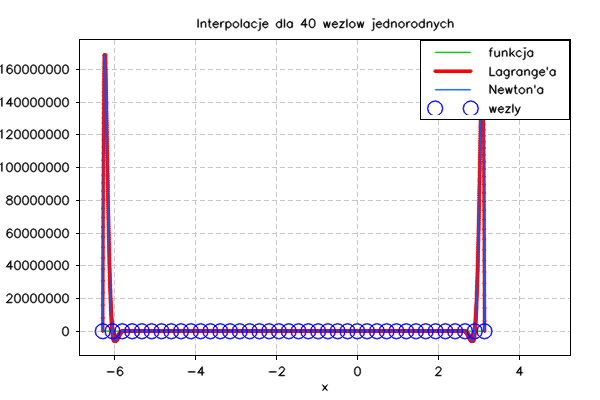 Interpolacje dla 40 wezlow jednorodnych
funkcja
Lagrange'a
Newton'a
wezly
160000000
140000000
120000000
100000000
80000000
60000000
40000000
20000000
0
−6 −4 −2 0 2 4
x